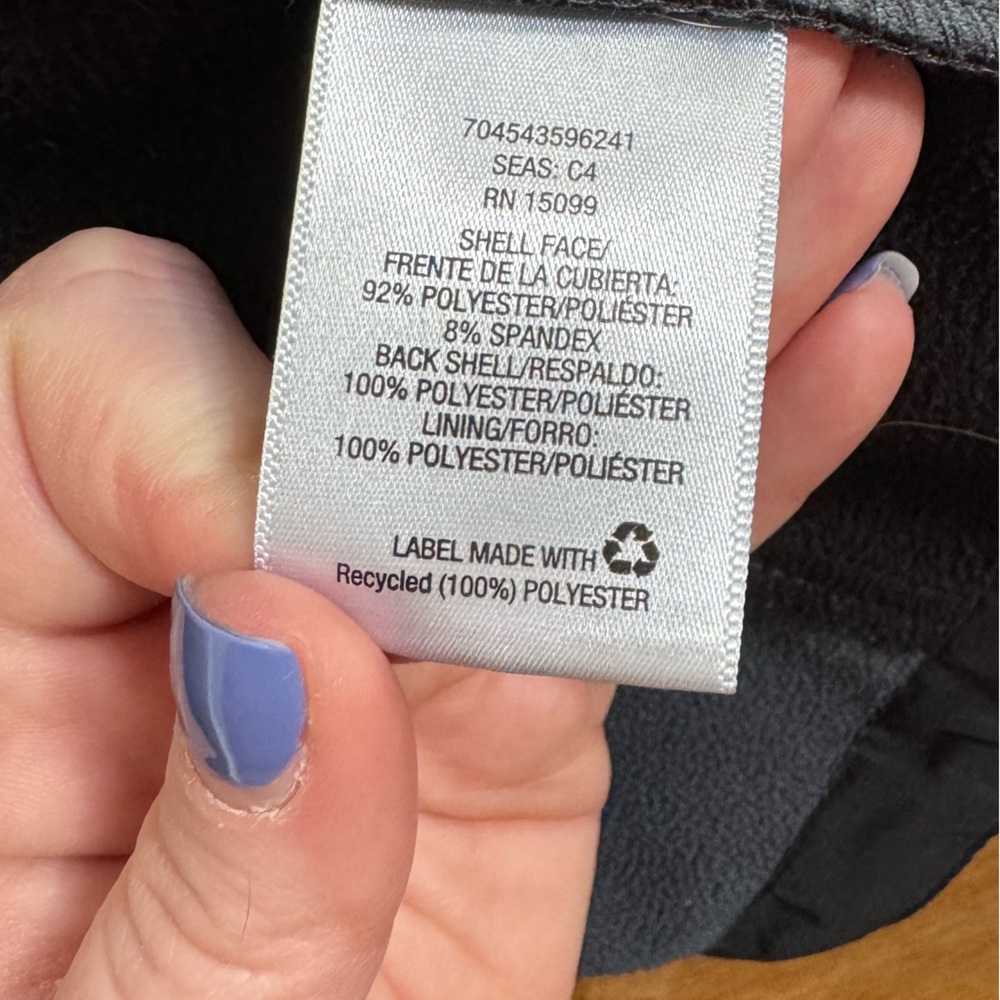 704543596241
SEAS: C4
RN 15099
SHELL FACE/
FRENTE DE LA CUBIERTA:
92% POLYESTER/POLIÉSTER
8% SPANDEX
BACK SHELL/RESPALDO:
100% POLYESTER/POLIÉSTER
LINING/FORRO:
100% POLYESTER/POLIÉSTER
LABEL MADE WITH
Recycled (100%) POLYESTER